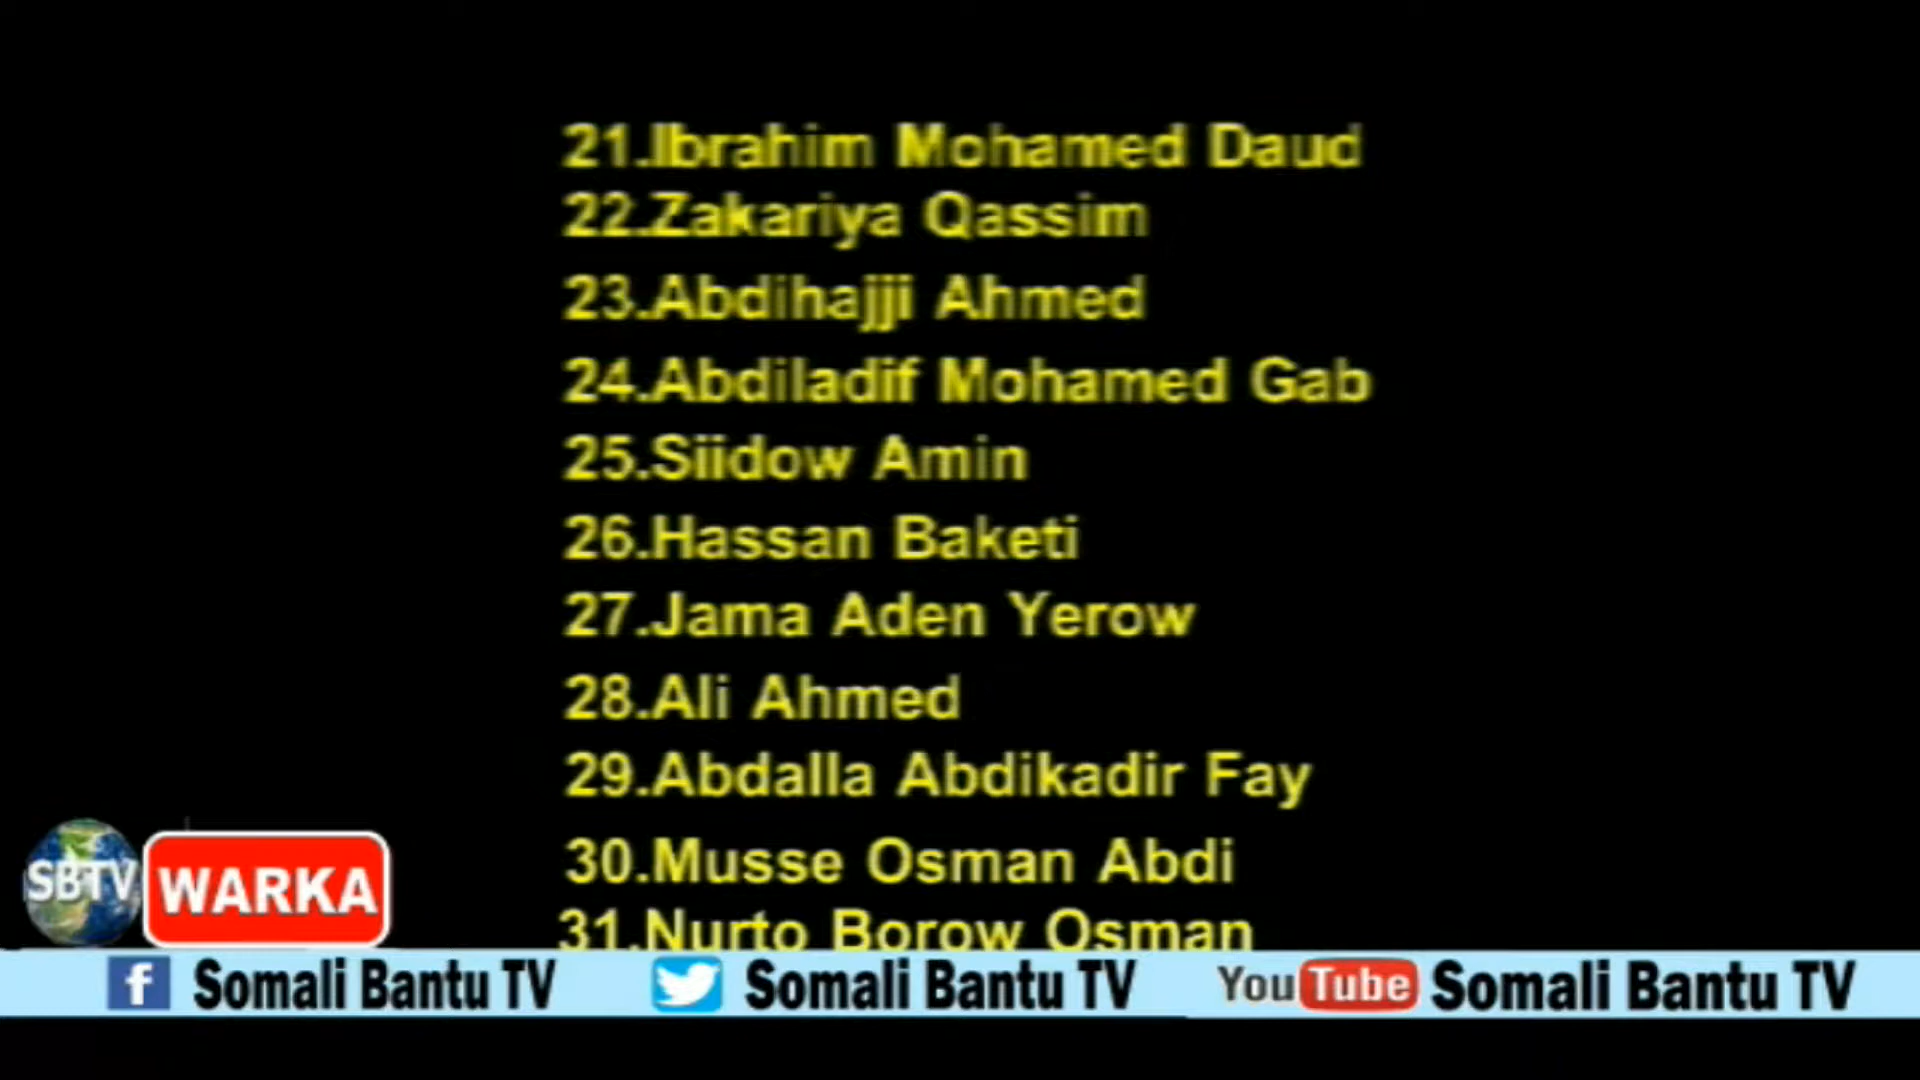 21.Ibrahim Mohamed Daud
22.Zakariya Qassim
23.Abdihajji Ahmed
24.Abdiladif Mohamed Gab
25.Siidow Amin
26.Hassan Baketi
27.Jama Aden Yerow
28.Ali Ahmed
29.Abdalla Abdikadir Fay
30.Musse Osman Abdi
31.Nurto Borow Osman
SBTV WARKA
f Somali Bantu TV Somali Bantu TV YouTube Somali Bantu TV